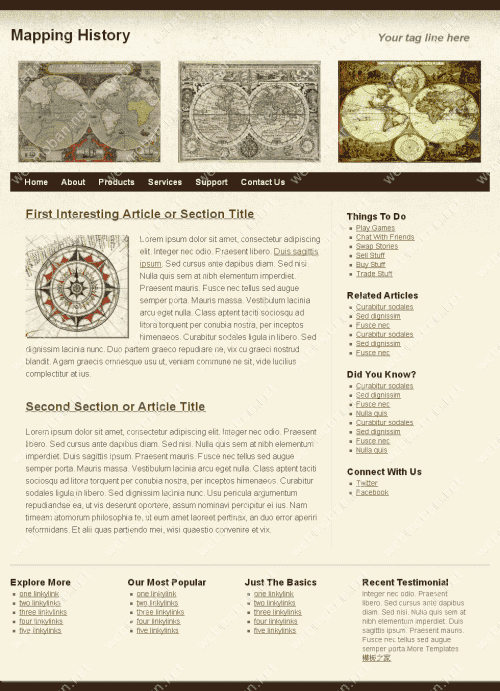 Mapping History
Your tag line here
Home About Products Services Support Contact Us
First Interesting Article or Section Title
Lorem ipsum dolor sit amet, consectetur adipiscing
elit. Integer nec odio. Praesent libero. Duis sagittis
ipsum. Sed cursus ante dapibus diam. Sed nisi.
Nulla quis sem at nibh elementum imperdiet.
Praesent mauris. Fusce nec tellus sed augue
semper porta. Mauris massa. Vestibulum lacinia
arcu eget nulla. Class aptent taciti sociosqu ad
litora torquent per conubia nostra, per inceptos
himenaeos. Curabitur sodales ligula in libero. Sed
dignissim lacinia nunc. Duo partem graeco repudiare ne, vix cu graeci nostrud
blandit. Agam graecis omnesque usu ut, veniam commune ne sit, vide lucilius
complectitur at ius.
Second Section or Article Title
Lorem ipsum dolor sit amet, consectetur adipiscing elit. Integer nec odio. Praesent
libero. Sed cursus ante dapibus diam. Sed nisi. Nulla quis sem at nibh elementum
imperdiet. Duis sagittis ipsum. Praesent mauris. Fusce nec tellus sed augue
semper porta. Mauris massa. Vestibulum lacinia arcu eget nulla. Class aptent taciti
sociosqu ad litora torquent per conubia nostra, per inceptos himenaeos. Curabitur
sodales ligula in libero. Sed dignissim lacinia nunc. Usu pericula argumentum
repudiandae ea, ut vis deserunt oportere, assum nominavi percipitur ei ius. Nam
timeam atomorum philosophia te, ut eum amet laoreet pertinax, an duo error aperiri
reformidans. Et alii quas partiendo mei, wisi quaestio convenire at vix.
Things To Do
Play Games
Chat With Friends
Swap Stories
Sell Stuff
Buy Stuff
Trade Stuff
Related Articles
Curabitur sodales
Sed dignissim
Fusce nec
Curabitur sodales
Sed dignissim
Fusce nec
Did You Know?
Curabitur sodales
Sed dignissim
Fusce nec
Nulla quis
Curabitur sodales
Sed dignissim
Fusce nec
Nulla quis
Connect With Us
Twitter
Facebook
Explore More
one linkylink
two linkylinks
three linkylinks
four linkylinks
five linkylinks
Our Most Popular
one linkylink
two linkylinks
three linkylinks
four linkylinks
five linkylinks
Just The Basics
one linkylink
two linkylinks
three linkylinks
four linkylinks
five linkylinks
Recent Testimonial
Integer nec odio. Praesent
libero. Sed cursus ante dapibus
diam. Sed nisi. Nulla quis sem at
nibh elementum imperdiet. Duis
sagittis ipsum. Praesent mauris.
Fusce nec tellus sed augue
semper porta.More Templates
模板之家